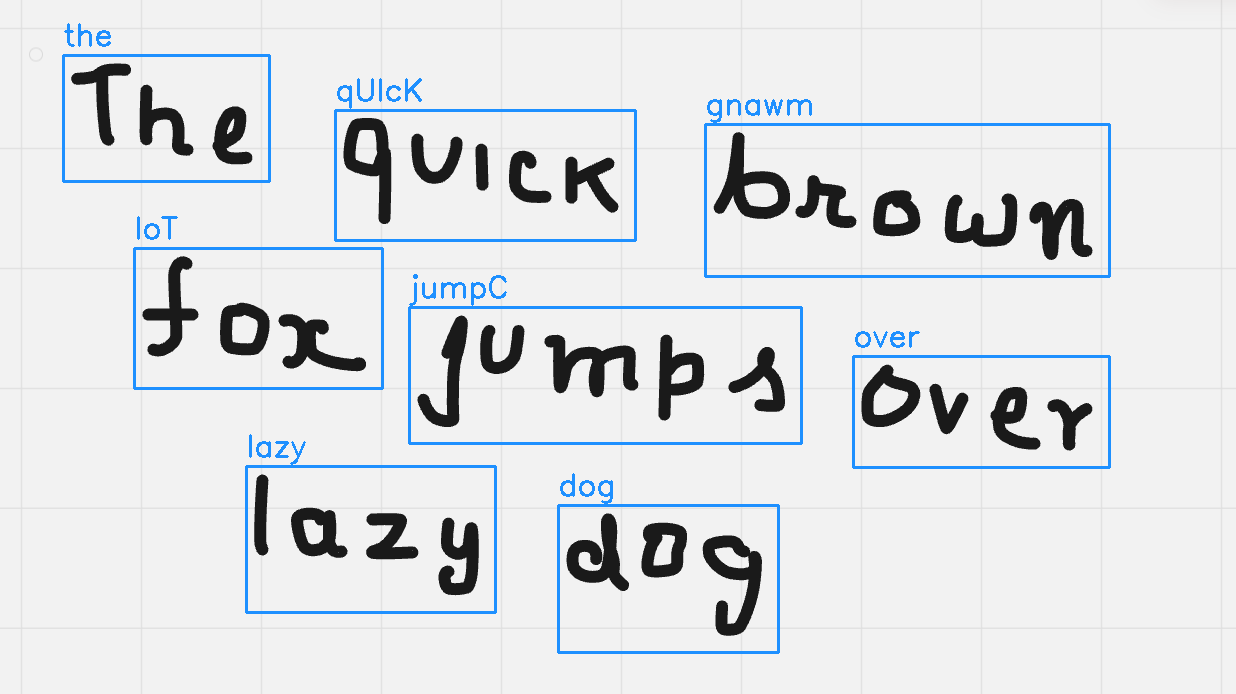 the
The
qUIcK
quick
gnawm
brown
IoT
fox
jumpC
jumps
over
over
lazy
lazy
dog
dog